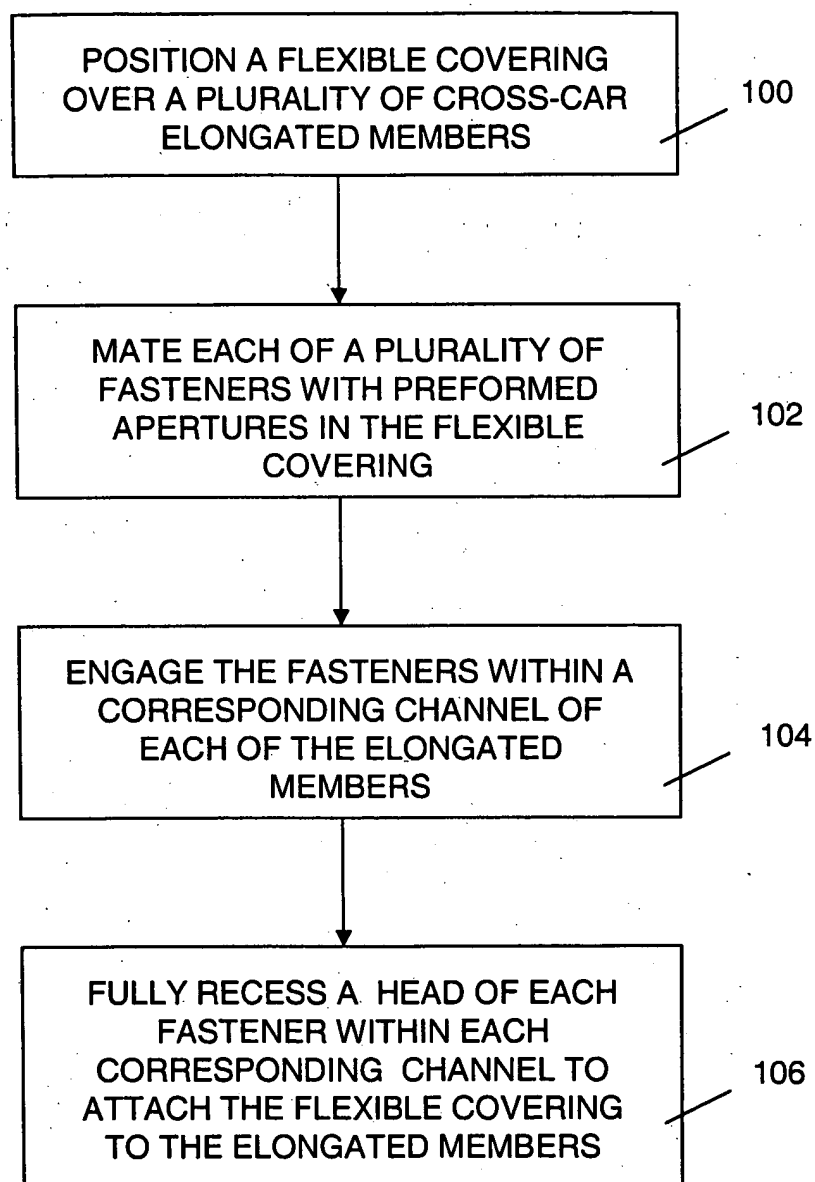 POSITION A FLEXIBLE COVERING
OVER A PLURALITY OF CROSS-CAR
ELONGATED MEMBERS
100
MATE EACH OF A PLURALITY OF
FASTENERS WITH PREFORMED
APERTURES IN THE FLEXIBLE
COVERING
102
ENGAGE THE FASTENERS WITHIN A
CORRESPONDING CHANNEL OF
EACH OF THE ELONGATED
MEMBERS
104
FULLY RECESS A HEAD OF EACH
FASTENER WITHIN EACH
CORRESPONDING CHANNEL TO
ATTACH THE FLEXIBLE COVERING
TO THE ELONGATED MEMBERS
106